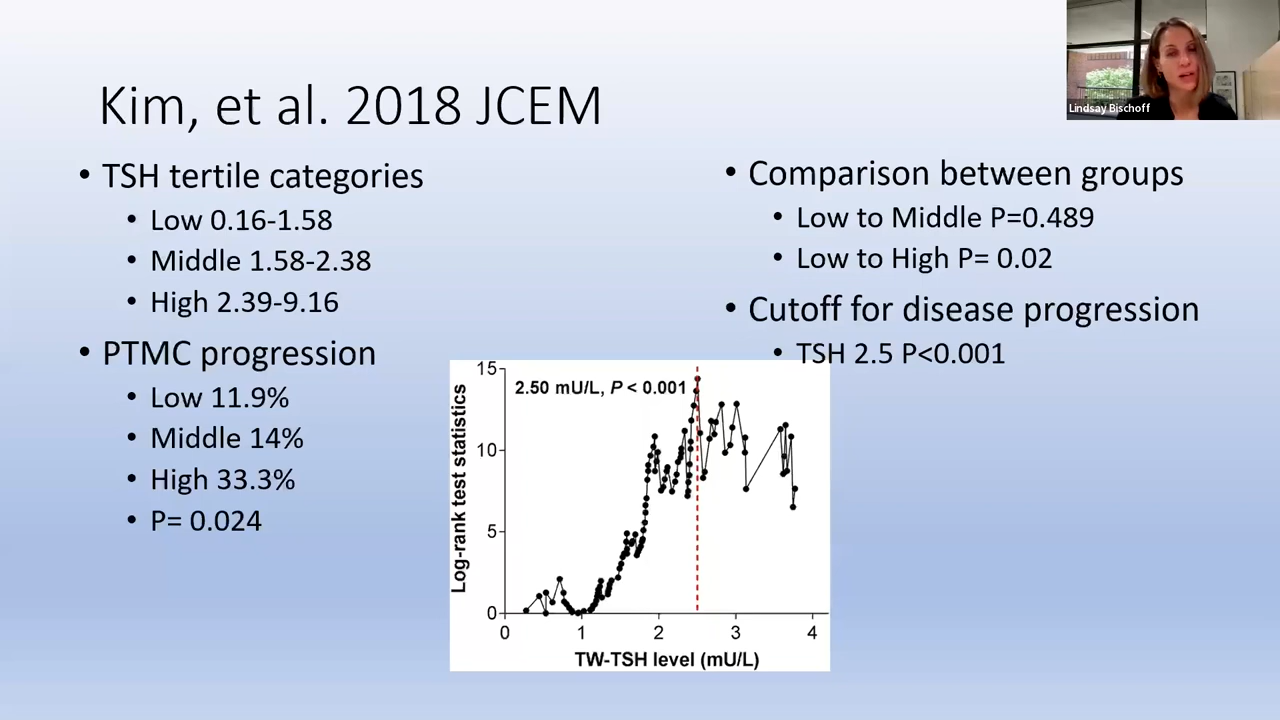 Kim, et al. 2018 JCEM
Lindsay Bischoff
• TSH tertile categories
• Low 0.16-1.58
• Middle 1.58-2.38
• High 2.39-9.16
• PTMC progression
• Low 11.9%
• Middle 14%
• High 33.3%
• P= 0.024
• Comparison between groups
• Low to Middle P=0.489
• Low to High P= 0.02
• Cutoff for disease progression
• TSH 2.5 P<0.001
2.50 mU/L, P < 0.001
Log-rank test statistics
15
10
5
0
0 1 2 3 4
TW-TSH level (mU/L)